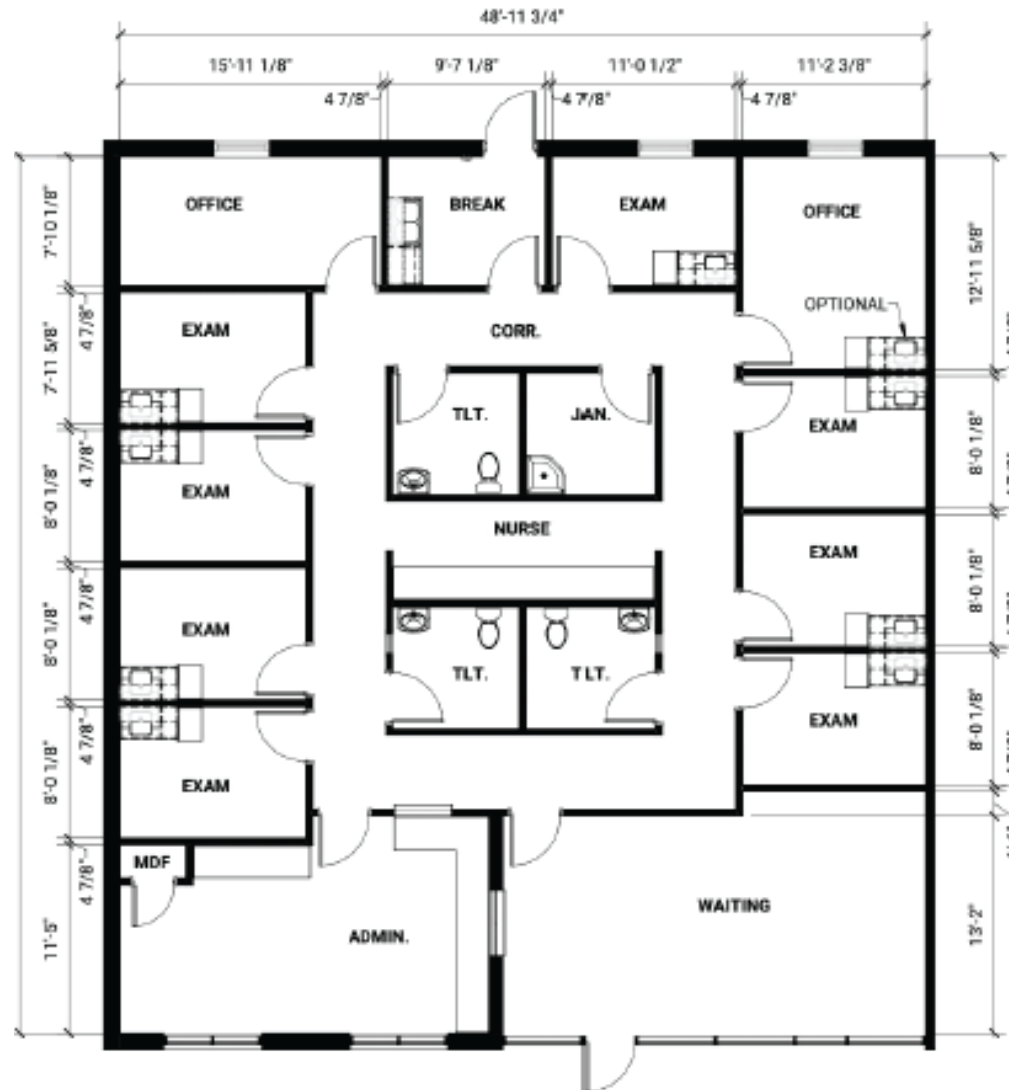 48'-11 3/4"
15'-11 1/8"
9'-7 1/8"
11'-0 1/2"
11'-2 3/8"
4 7/8"
4 7/8"
4 7/8"
OFFICE
BREAK
EXAM
OFFICE
7'-10 1/8"
12'-11 5/8"
OPTIONAL
4 7/8"
EXAM
CORR.
7'-11 5/8"
TLT.
JAN.
EXAM
4 7/8"
8'-0 1/8"
EXAM
8'-0 1/8"
NURSE
EXAM
4 7/8"
8'-0 1/8"
EXAM
8'-0 1/8"
TLT.
TLT.
EXAM
4 7/8"
8'-0 1/8"
EXAM
8'-0 1/8"
MDF
4 7/8"
WAITING
ADMIN.
11'-5"
13'-2"